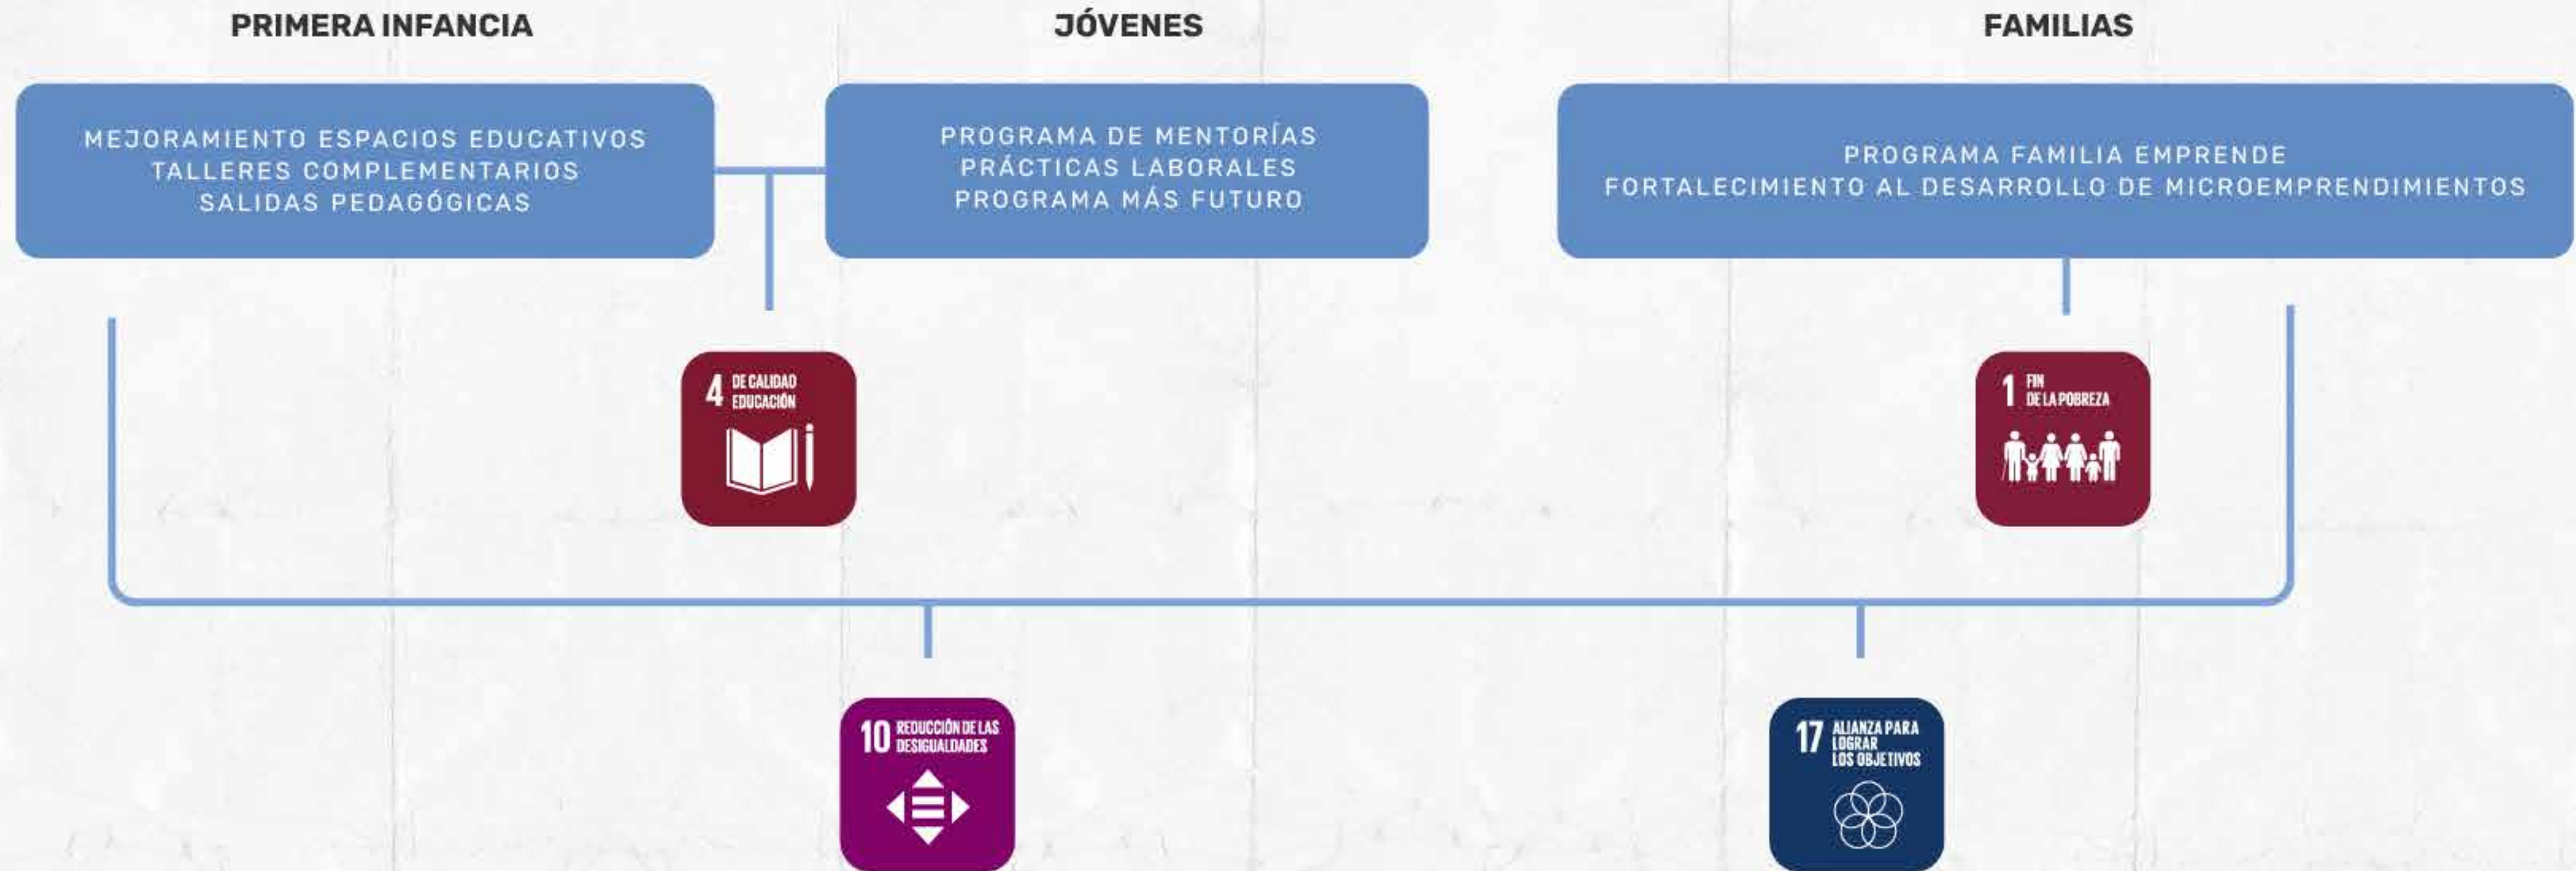 PRIMERA INFANCIA
MEJORAMIENTO ESPACIOS EDUCATIVOS
TALLERES COMPLEMENTARIOS
SALIDAS PEDAGÓGICAS
JÓVENES
PROGRAMA DE MENTORÍAS
PRÁCTICAS LABORALES
PROGRAMA MÁS FUTURO
FAMILIAS
PROGRAMA FAMILIA EMPRENDE
FORTALECIMIENTO AL DESARROLLO DE MICROEMPRENDIMIENTOS
4 DE CALIDAD
EDUCACIÓN
1 FIN
DE LA POBREZA
10 REDUCCIÓN DE LAS
DESIGUALDADES
17 ALIANZA PARA
LOGRAR
LOS OBJETIVOS